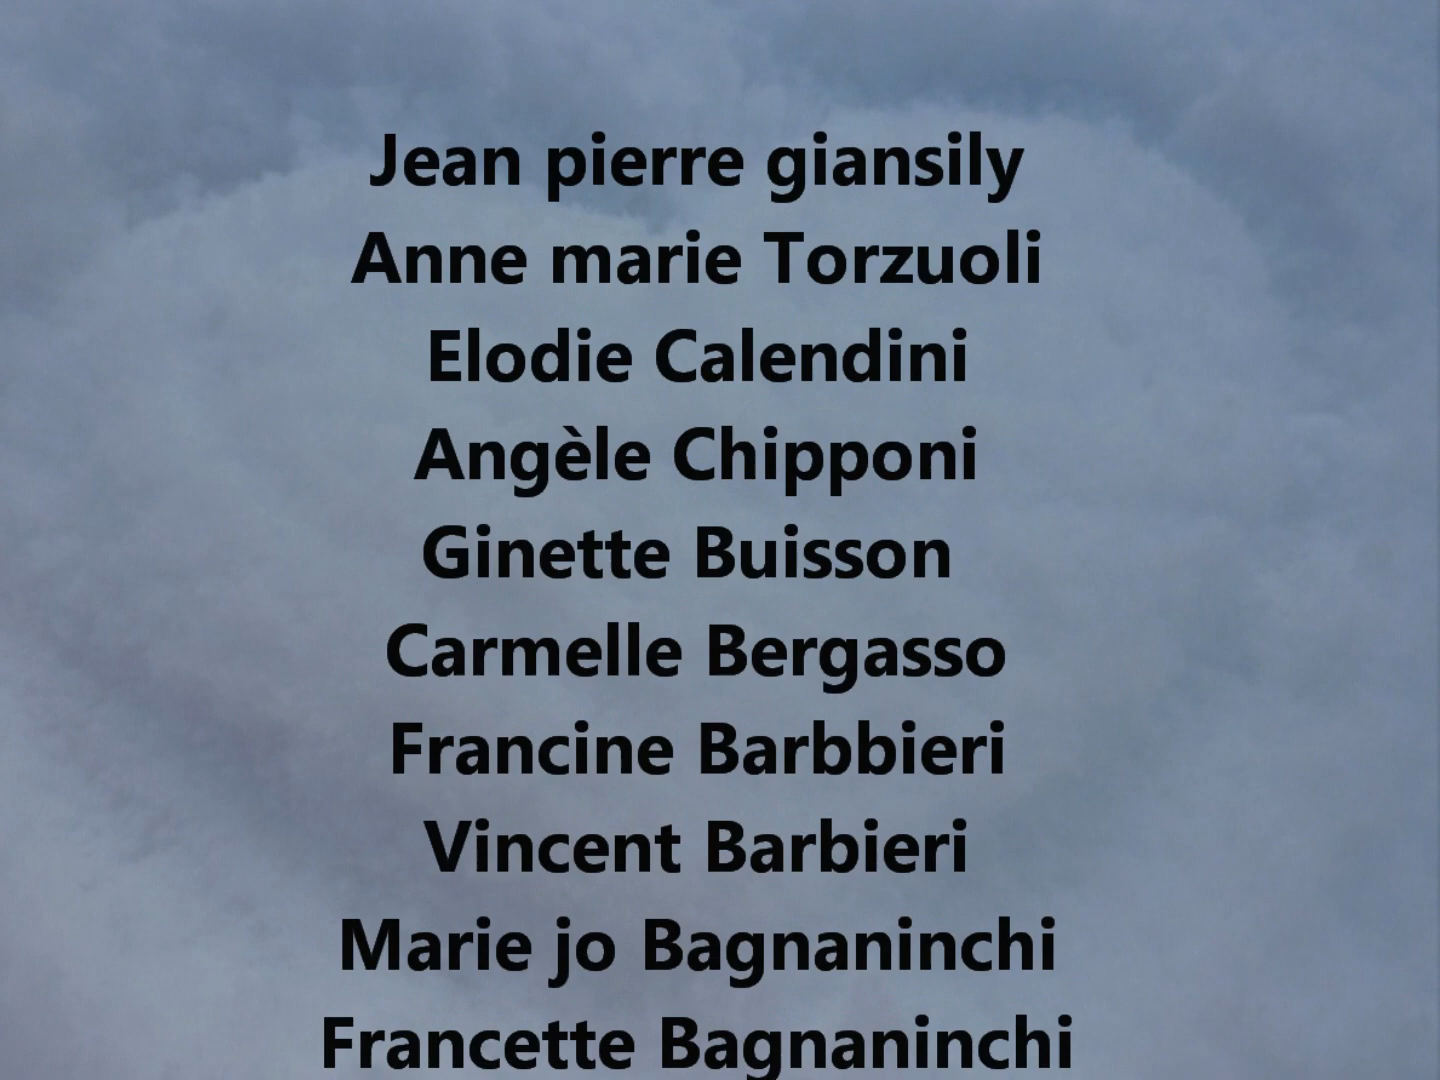 Jean pierre giansily
Anne marie Torzuoli
Elodie Calendini
Angèle Chipponi
Ginette Buisson
Carmelle Bergasso
Francine Barbbieri
Vincent Barbieri
Marie jo Bagnaninchi
Francette Bagnaninchi